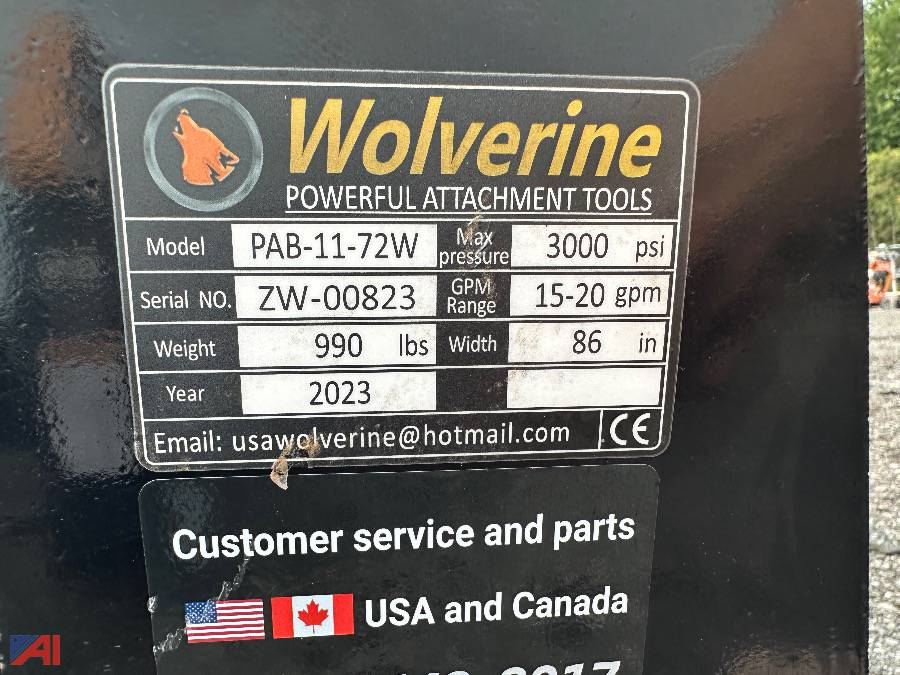 Wolverine
POWERFUL ATTACHMENT TOOLS
Model PAB-11-72W Max pressure 3000 psi
Serial NO. ZW-00823 GPM Range 15-20 gpm
Weight 990 lbs Width 86 in
Year 2023
Email: usawolverine@hotmail.com CE
Customer service and parts
USA and Canada
AI